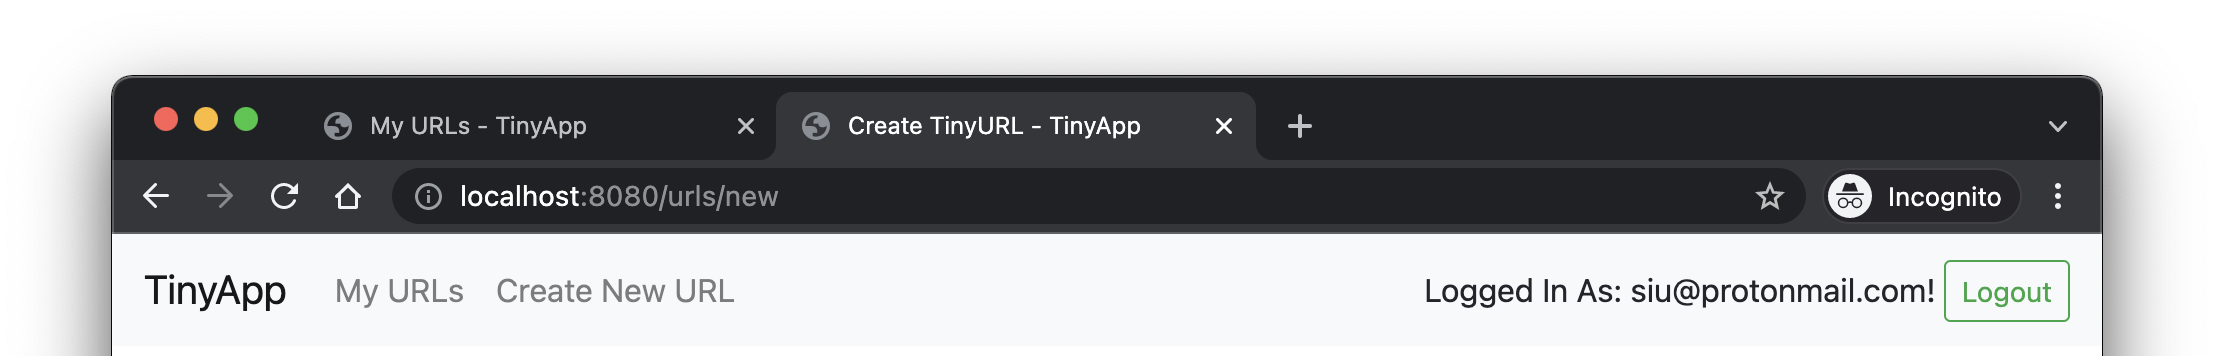 My URLs - TinyApp
Create TinyURL - TinyApp
localhost:8080/urls/new
Incognito
TinyApp My URLs Create New URL Logged In As: siu@protonmail.com! Logout